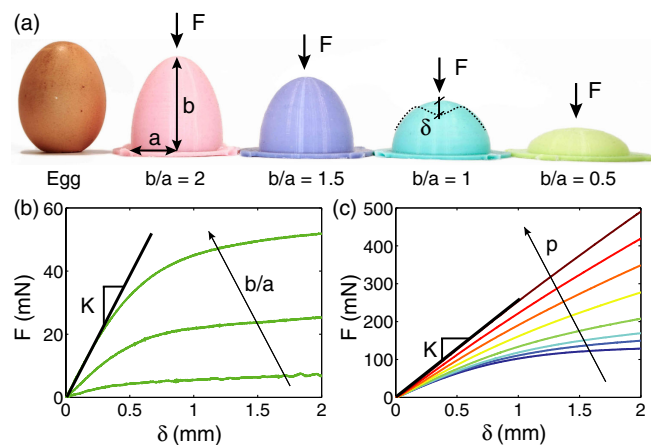 (a)
F
F
F
F
b
a
δ
Egg
b/a = 2
b/a = 1.5
b/a = 1
b/a = 0.5
(b)
(c)
60
40
20
0
F (mN)
K
b/a
0
0.5
1
1.5
2
δ (mm)
500
400
300
200
100
0
F (mN)
K
p
0
0.5
1
1.5
2
δ (mm)